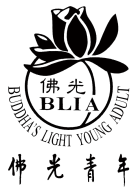 佛光
BLIA
BUDDHA'S LIGHT YOUNG ADULT
佛光青年